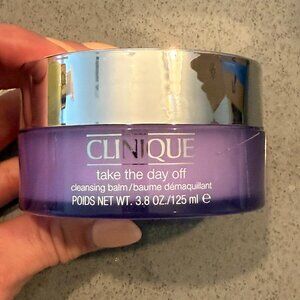 CLINIQUE
take the day off
cleansing balm/baume démaquillant
POIDS NET WT. 3.8 OZ./125 ml ℮